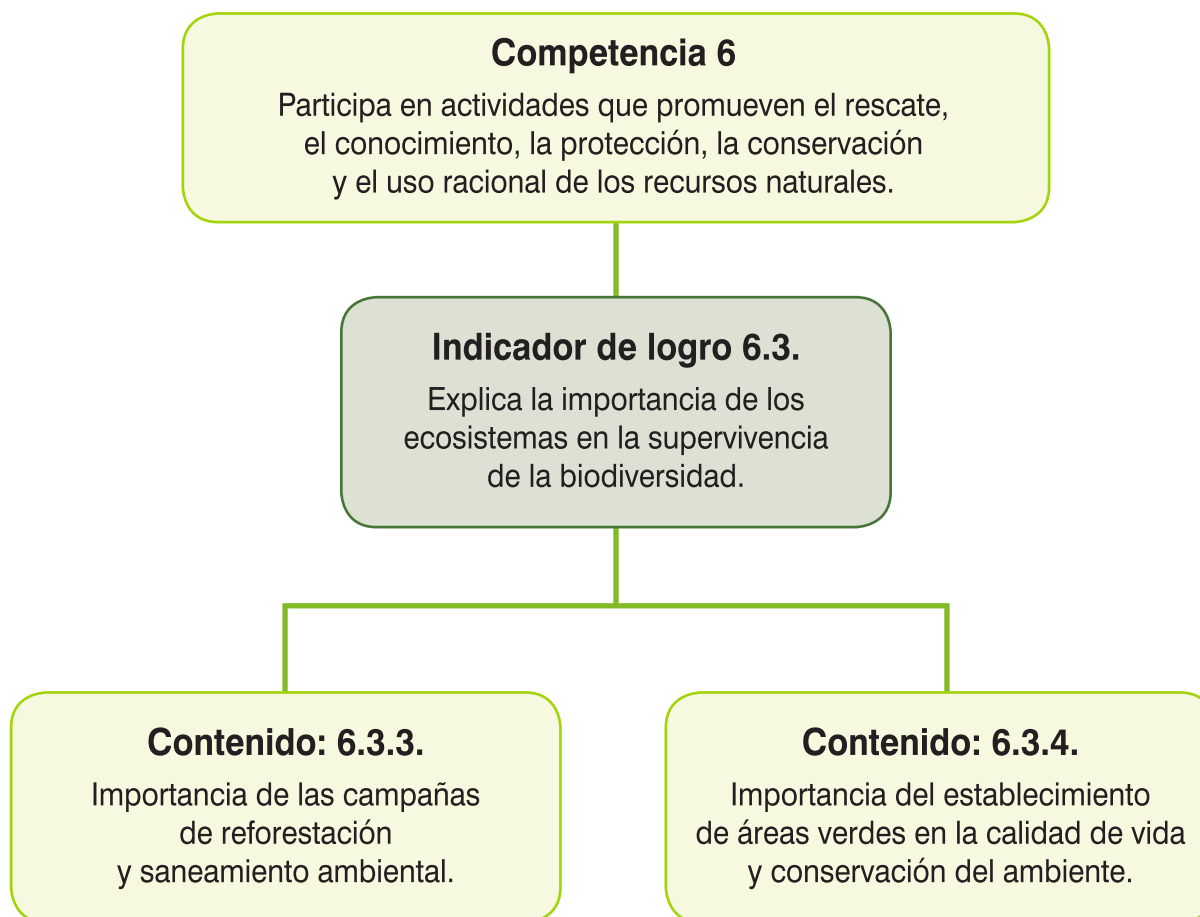 Competencia 6
Participa en actividades que promueven el rescate,
el conocimiento, la protección, la conservación
y el uso racional de los recursos naturales.
Indicador de logro 6.3.
Explica la importancia de los
ecosistemas en la supervivencia
de la biodiversidad.
Contenido: 6.3.3.
Importancia de las campañas
de reforestación
y saneamiento ambiental.
Contenido: 6.3.4.
Importancia del establecimiento
de áreas verdes en la calidad de vida
y conservación del ambiente.